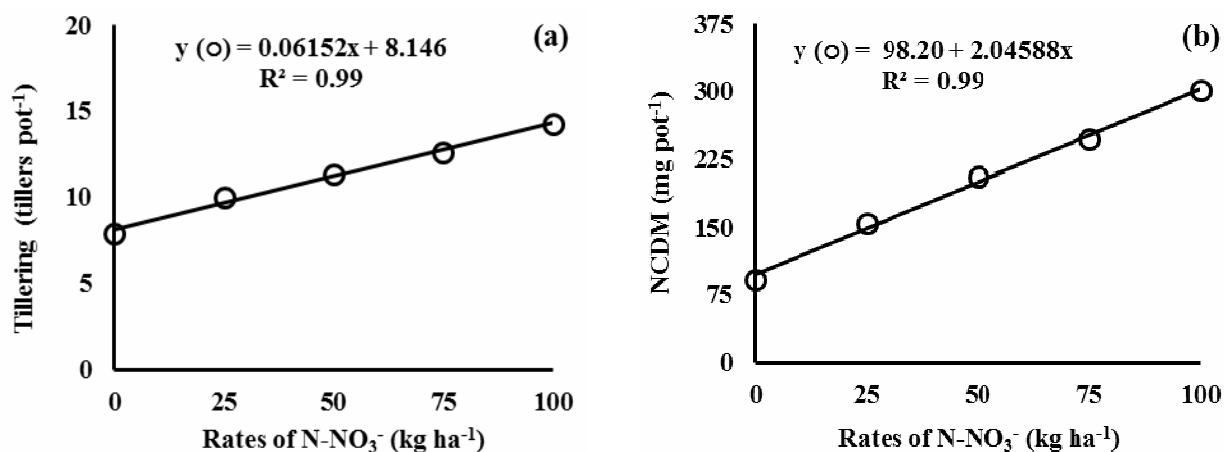 (a)
y (○) = 0.06152x + 8.146
R² = 0.99
20
15
10
5
0
Tillering (tillers pot⁻¹)
0 25 50 75 100
Rates of N-NO₃⁻ (kg ha⁻¹)
(b)
y (○) = 98.20 + 2.04588x
R² = 0.99
375
300
225
150
75
0
NCDM (mg pot⁻¹)
0 25 50 75 100
Rates of N-NO₃⁻ (kg ha⁻¹)